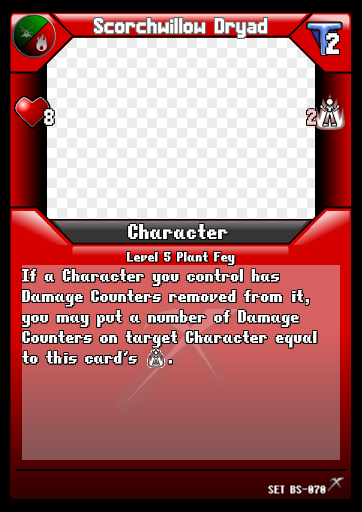 Scorchwillow Dryad
T2
8
2
Character
Level 5 Plant Fey
If a Character you control has
Damage Counters removed from it,
you may put a number of Damage
Counters on target Character equal
to this card's .
SET BS-070